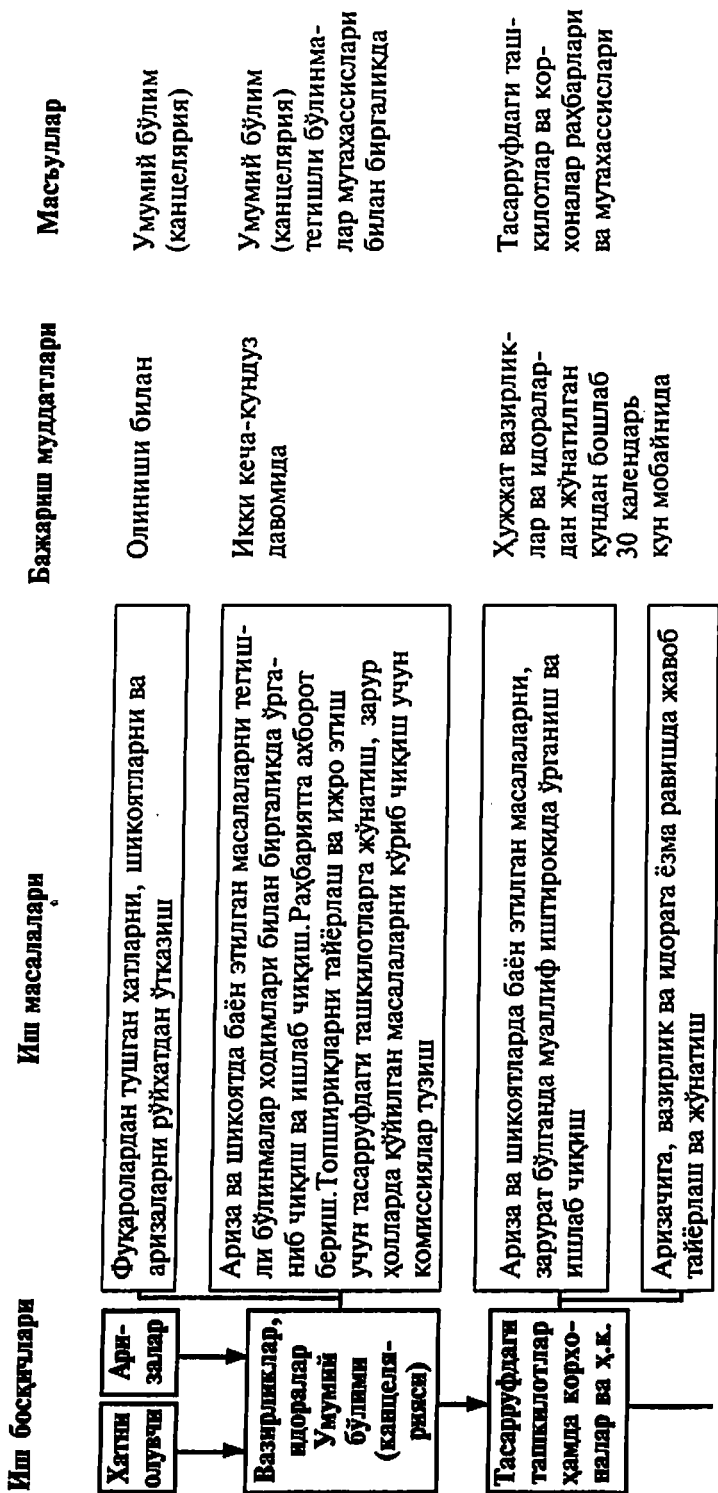 Иш босқичлари
Иш масалалари
Бажариш муддатлари
Масъуллар
Хатни
олувчи
Ари-
залар
Фуқаролардан тушган хатларни, шикоятларни ва
аризаларни рўйхатдан ўтказиш
Олиниши билан
Умумий бўлим
(канцелярия)
Вазирликлар,
идоралар
Умумий
бўлими
(канцеля-
рияси)
Ариза ва шикоятда баён этилган масалаларни тегиш-
ли бўлинмалар ходимлари билан биргаликда ўрга-
ниб чиқиш ва ишлаб чиқиш.Раҳбариятга ахборот
бериш.Топшириқларни тайёрлаш ва ижро этиш
учун тасарруфдаги ташкилотларга жўнатиш, зарур
ҳолларда қўйилган масалаларни кўриб чиқиш учун
комиссиялар тузиш
Икки кеча-кундуз
давомида
Умумий бўлим
(канцелярия)
тегишли бўлинма-
лар мутахассислари
билан биргаликда
Тасарруфдаги
ташкилотлар
ҳамда корхо-
налар ва ҳ.к.
Ариза ва шикоятларда баён этилган масалаларни,
зарурат бўлганда муаллиф иштирокида ўрганиш ва
ишлаб чиқиш
Ҳужжат вазирлик-
лар ва идоралар-
дан жўнатилган
кундан бошлаб
30 календарь
кун мобайнида
Тасарруфдаги таш-
килотлар ва кор-
хоналар раҳбарлари
ва мутахассислари
Аризачига, вазирлик ва идорага ёзма равишда жавоб
тайёрлаш ва жўнатиш